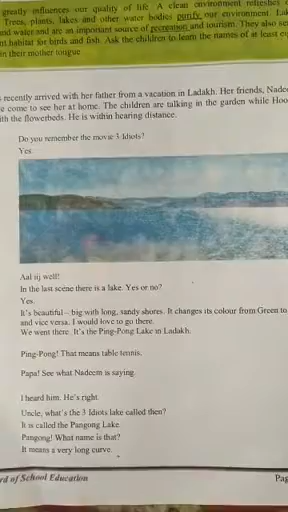 greatly influences our quality of life. A clean environment refreshes
Trees, plants, lakes and other water bodies purify our environment. Lak
and water and are an important source of recreation and tourism. They also se
nt habitat for birds and fish. Ask the children to learn the names of at least
in their mother tongue
recently arrived with her father from a vacation in Ladakh. Her friends, Nade
e come to see her at home. The children are talking in the garden while Hoo
ith the flowerbeds. He is within hearing distance.
Do you remember the movie 3 Idiots?
Yes.
Aal iij well!
In the last scene there is a lake. Yes or no?
Yes.
It's beautiful – big with long, sandy shores. It changes its colour from Green to
and vice versa. I would love to go there.
We went there. It's the Ping-Pong Lake in Ladakh.
Ping-Pong! That means table tennis.
Papa! See what Nadeem is saying.
I heard him. He's right.
Uncle, what's the 3 Idiots lake called then?
It is called the Pangong Lake.
Pangong! What name is that?
It means a very long curve.
rd of School Education
Pag